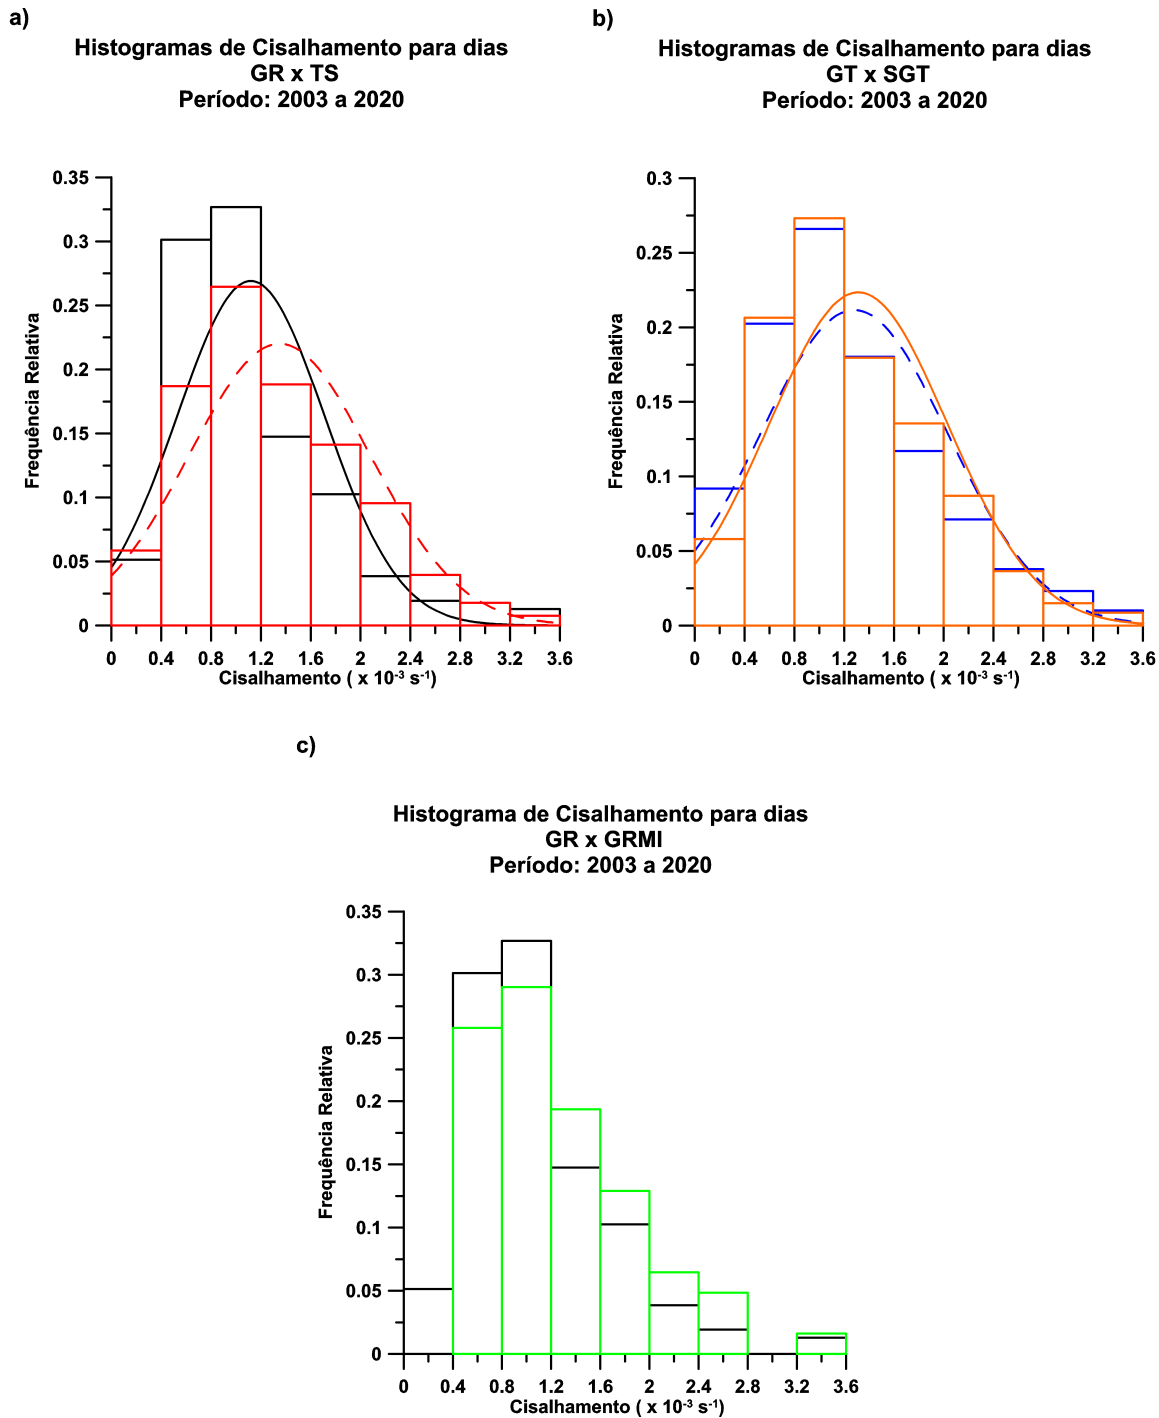 a)
Histogramas de Cisalhamento para dias
GR x TS
Período: 2003 a 2020
0.35
0.3
0.25
0.2
0.15
0.1
0.05
0
Frequência Relativa
0 0.4 0.8 1.2 1.6 2 2.4 2.8 3.2 3.6
Cisalhamento ( x 10⁻³ s⁻¹)
b)
Histogramas de Cisalhamento para dias
GT x SGT
Período: 2003 a 2020
0.3
0.25
0.2
0.15
0.1
0.05
0
Frequência Relativa
0 0.4 0.8 1.2 1.6 2 2.4 2.8 3.2 3.6
Cisalhamento ( x 10⁻³ s⁻¹)
c)
Histograma de Cisalhamento para dias
GR x GRMI
Período: 2003 a 2020
0.35
0.3
0.25
0.2
0.15
0.1
0.05
0
Frequência Relativa
0 0.4 0.8 1.2 1.6 2 2.4 2.8 3.2 3.6
Cisalhamento ( x 10⁻³ s⁻¹)